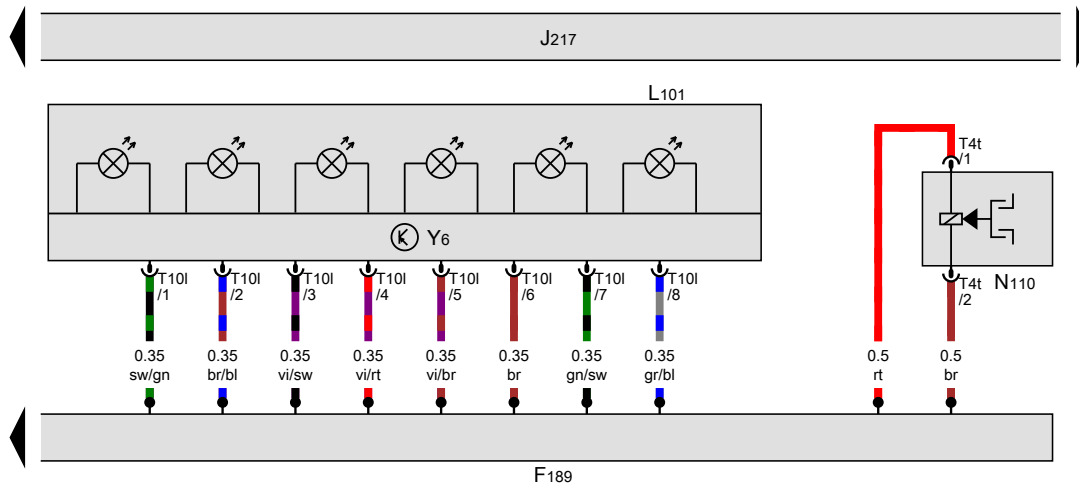 J217
L101
Y6
T10l
/1
T10l
/2
T10l
/3
T10l
/4
T10l
/5
T10l
/6
T10l
/7
T10l
/8
T4t
/1
T4t
/2
N110
0.35
sw/gn
0.35
br/bl
0.35
vi/sw
0.35
vi/rt
0.35
vi/br
0.35
br
0.35
gn/sw
0.35
gr/bl
0.5
rt
0.5
br
F189